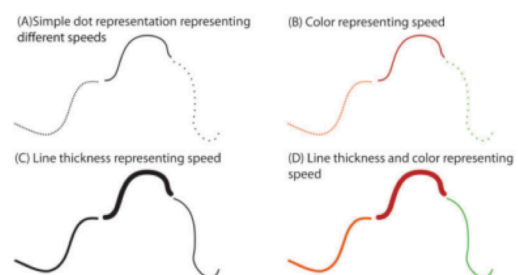 (A)Simple dot representation representing
different speeds
(B) Color representing speed
(C) Line thickness representing speed
(D) Line thickness and color representing
speed